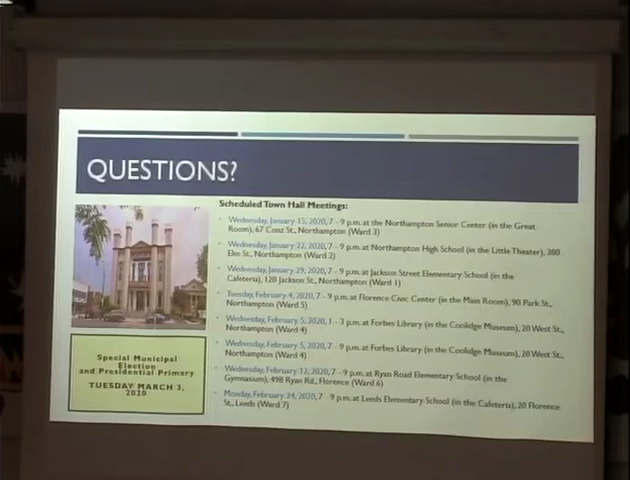 QUESTIONS?
Scheduled Town Hall Meetings:
Wednesday, January 15, 2020, 7 - 9 p.m. at the Northampton Senior Center (in the Great
Room), 67 Conz St., Northampton (Ward 3)
Wednesday, January 22, 2020, 7 - 9 p.m. at Northampton High School (in the Little Theater), 380
Elm St., Northampton (Ward 2)
Wednesday, January 29, 2020, 7 - 9 p.m. at Jackson Street Elementary School (in the
Cafeteria), 120 Jackson St., Northampton (Ward 1)
Tuesday, February 4, 2020, 7 - 9 p.m. at Florence Civic Center (in the Main Room), 90 Park St.,
Northampton (Ward 5)
Wednesday, February 5, 2020, 1 - 3 p.m. at Forbes Library (in the Coolidge Museum), 20 West St.,
Northampton (Ward 4)
Wednesday, February 5, 2020, 7 - 9 p.m. at Forbes Library (in the Coolidge Museum), 20 West St.,
Northampton (Ward 4)
Wednesday, February 12, 2020, 7 - 9 p.m. at Ryan Road Elementary School (in the
Gymnasium), 498 Ryan Rd., Florence (Ward 6)
Monday, February 24, 2020, 7 - 9 p.m. at Leeds Elementary School (in the Cafeteria), 20 Florence
St., Leeds (Ward 7)
Special Municipal
Election
and Presidential Primary
TUESDAY MARCH 3,
2020